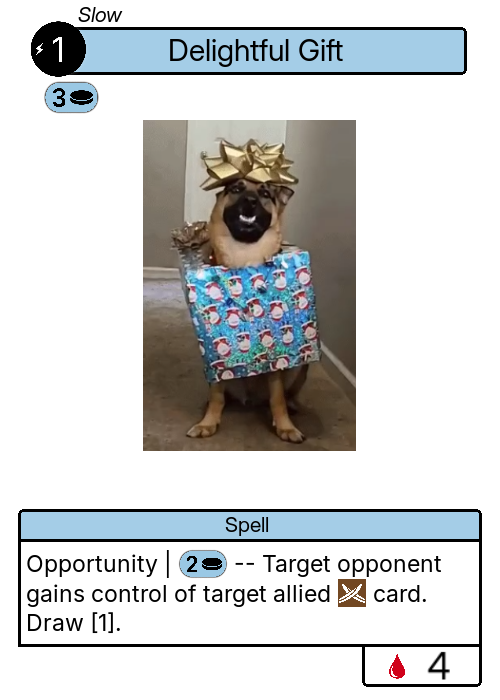 Slow
1 Delightful Gift
3
Spell
Opportunity | 2 -- Target opponent
gains control of target allied card.
Draw [1].
4